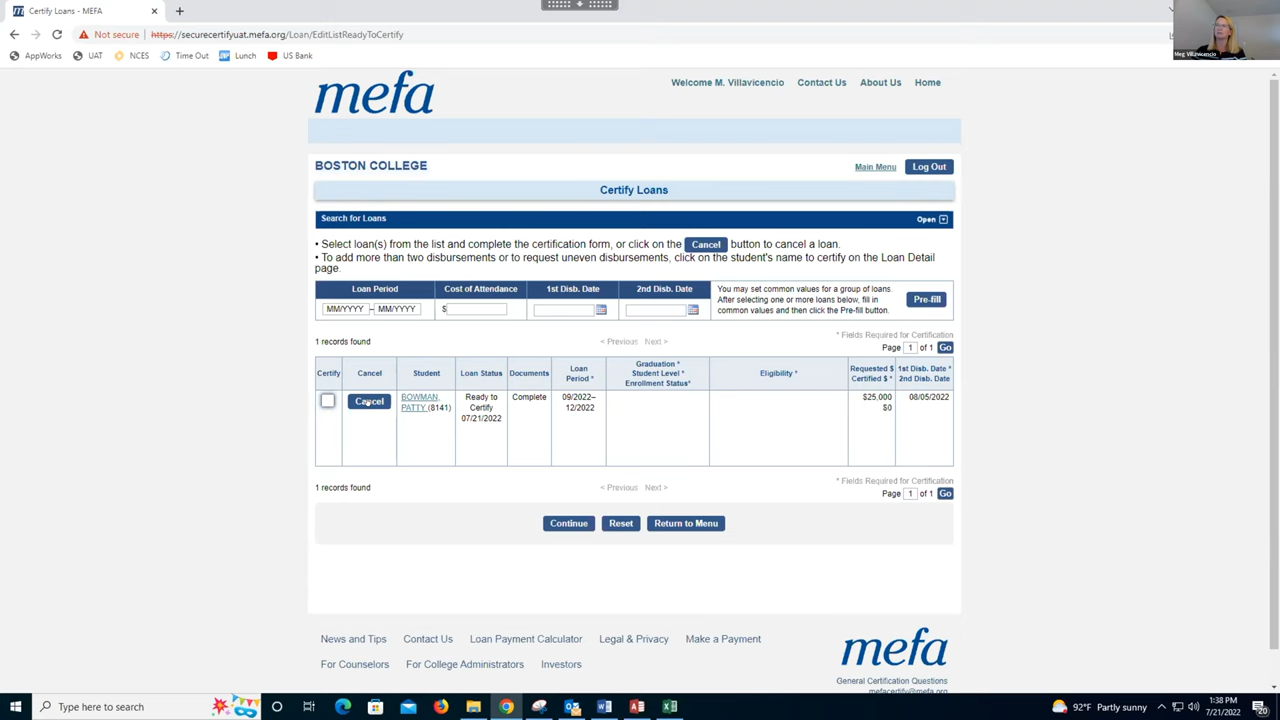 Certify Loans - MEFA
Not secure
https://securecertifyuat.mefa.org/Loan/EditListReadyToCertify
AppWorks UAT NCES Time Out Lunch US Bank
Meg Villavicencio
mefa
Welcome M. Villavicencio Contact Us About Us Home
BOSTON COLLEGE
Main Menu Log Out
Certify Loans
Search for Loans Open
• Select loan(s) from the list and complete the certification form, or click on the Cancel button to cancel a loan.
• To add more than two disbursements or to request uneven disbursements, click on the student's name to certify on the Loan Detail
page.
Loan Period Cost of Attendance 1st Disb. Date 2nd Disb. Date
MM/YYYY – MM/YYYY $
You may set common values for a group of loans.
After selecting one or more loans below, fill in
common values and then click the Pre-fill button.
Pre-fill
* Fields Required for Certification
1 records found < Previous Next > Page 1 of 1 Go
Certify Cancel Student Loan Status Documents
Loan
Period *
Graduation *
Student Level *
Enrollment Status*
Eligibility *
Requested $
Certified $ *
1st Disb. Date *
2nd Disb. Date
Cancel
BOWMAN,
PATTY (8141)
Ready to
Certify
07/21/2022
Complete
09/2022–
12/2022
$25,000
$0
08/05/2022
* Fields Required for Certification
1 records found < Previous Next > Page 1 of 1 Go
Continue Reset Return to Menu
News and Tips Contact Us Loan Payment Calculator Legal & Privacy Make a Payment
For Counselors For College Administrators Investors
mefa
General Certification Questions
mefacertify@mefa.org
Type here to search
92°F Partly sunny
1:38 PM
7/21/2022
20